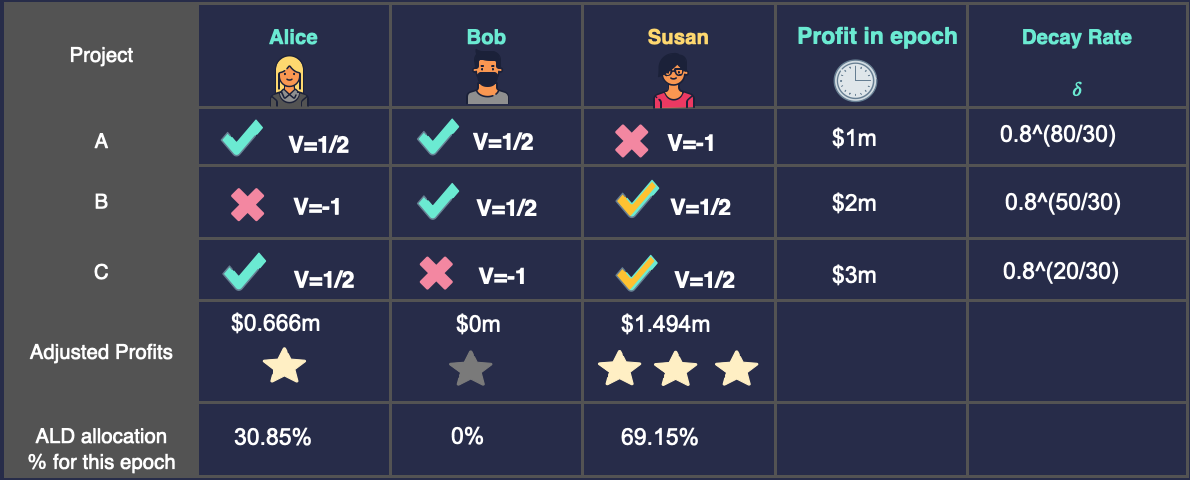 Project
Alice
Bob
Susan
Profit in epoch
Decay Rate
δ
A
V=1/2
V=1/2
V=-1
$1m
0.8^(80/30)
B
V=-1
V=1/2
V=1/2
$2m
0.8^(50/30)
C
V=1/2
V=-1
V=1/2
$3m
0.8^(20/30)
Adjusted Profits
$0.666m
$0m
$1.494m
ALD allocation
% for this epoch
30.85%
0%
69.15%